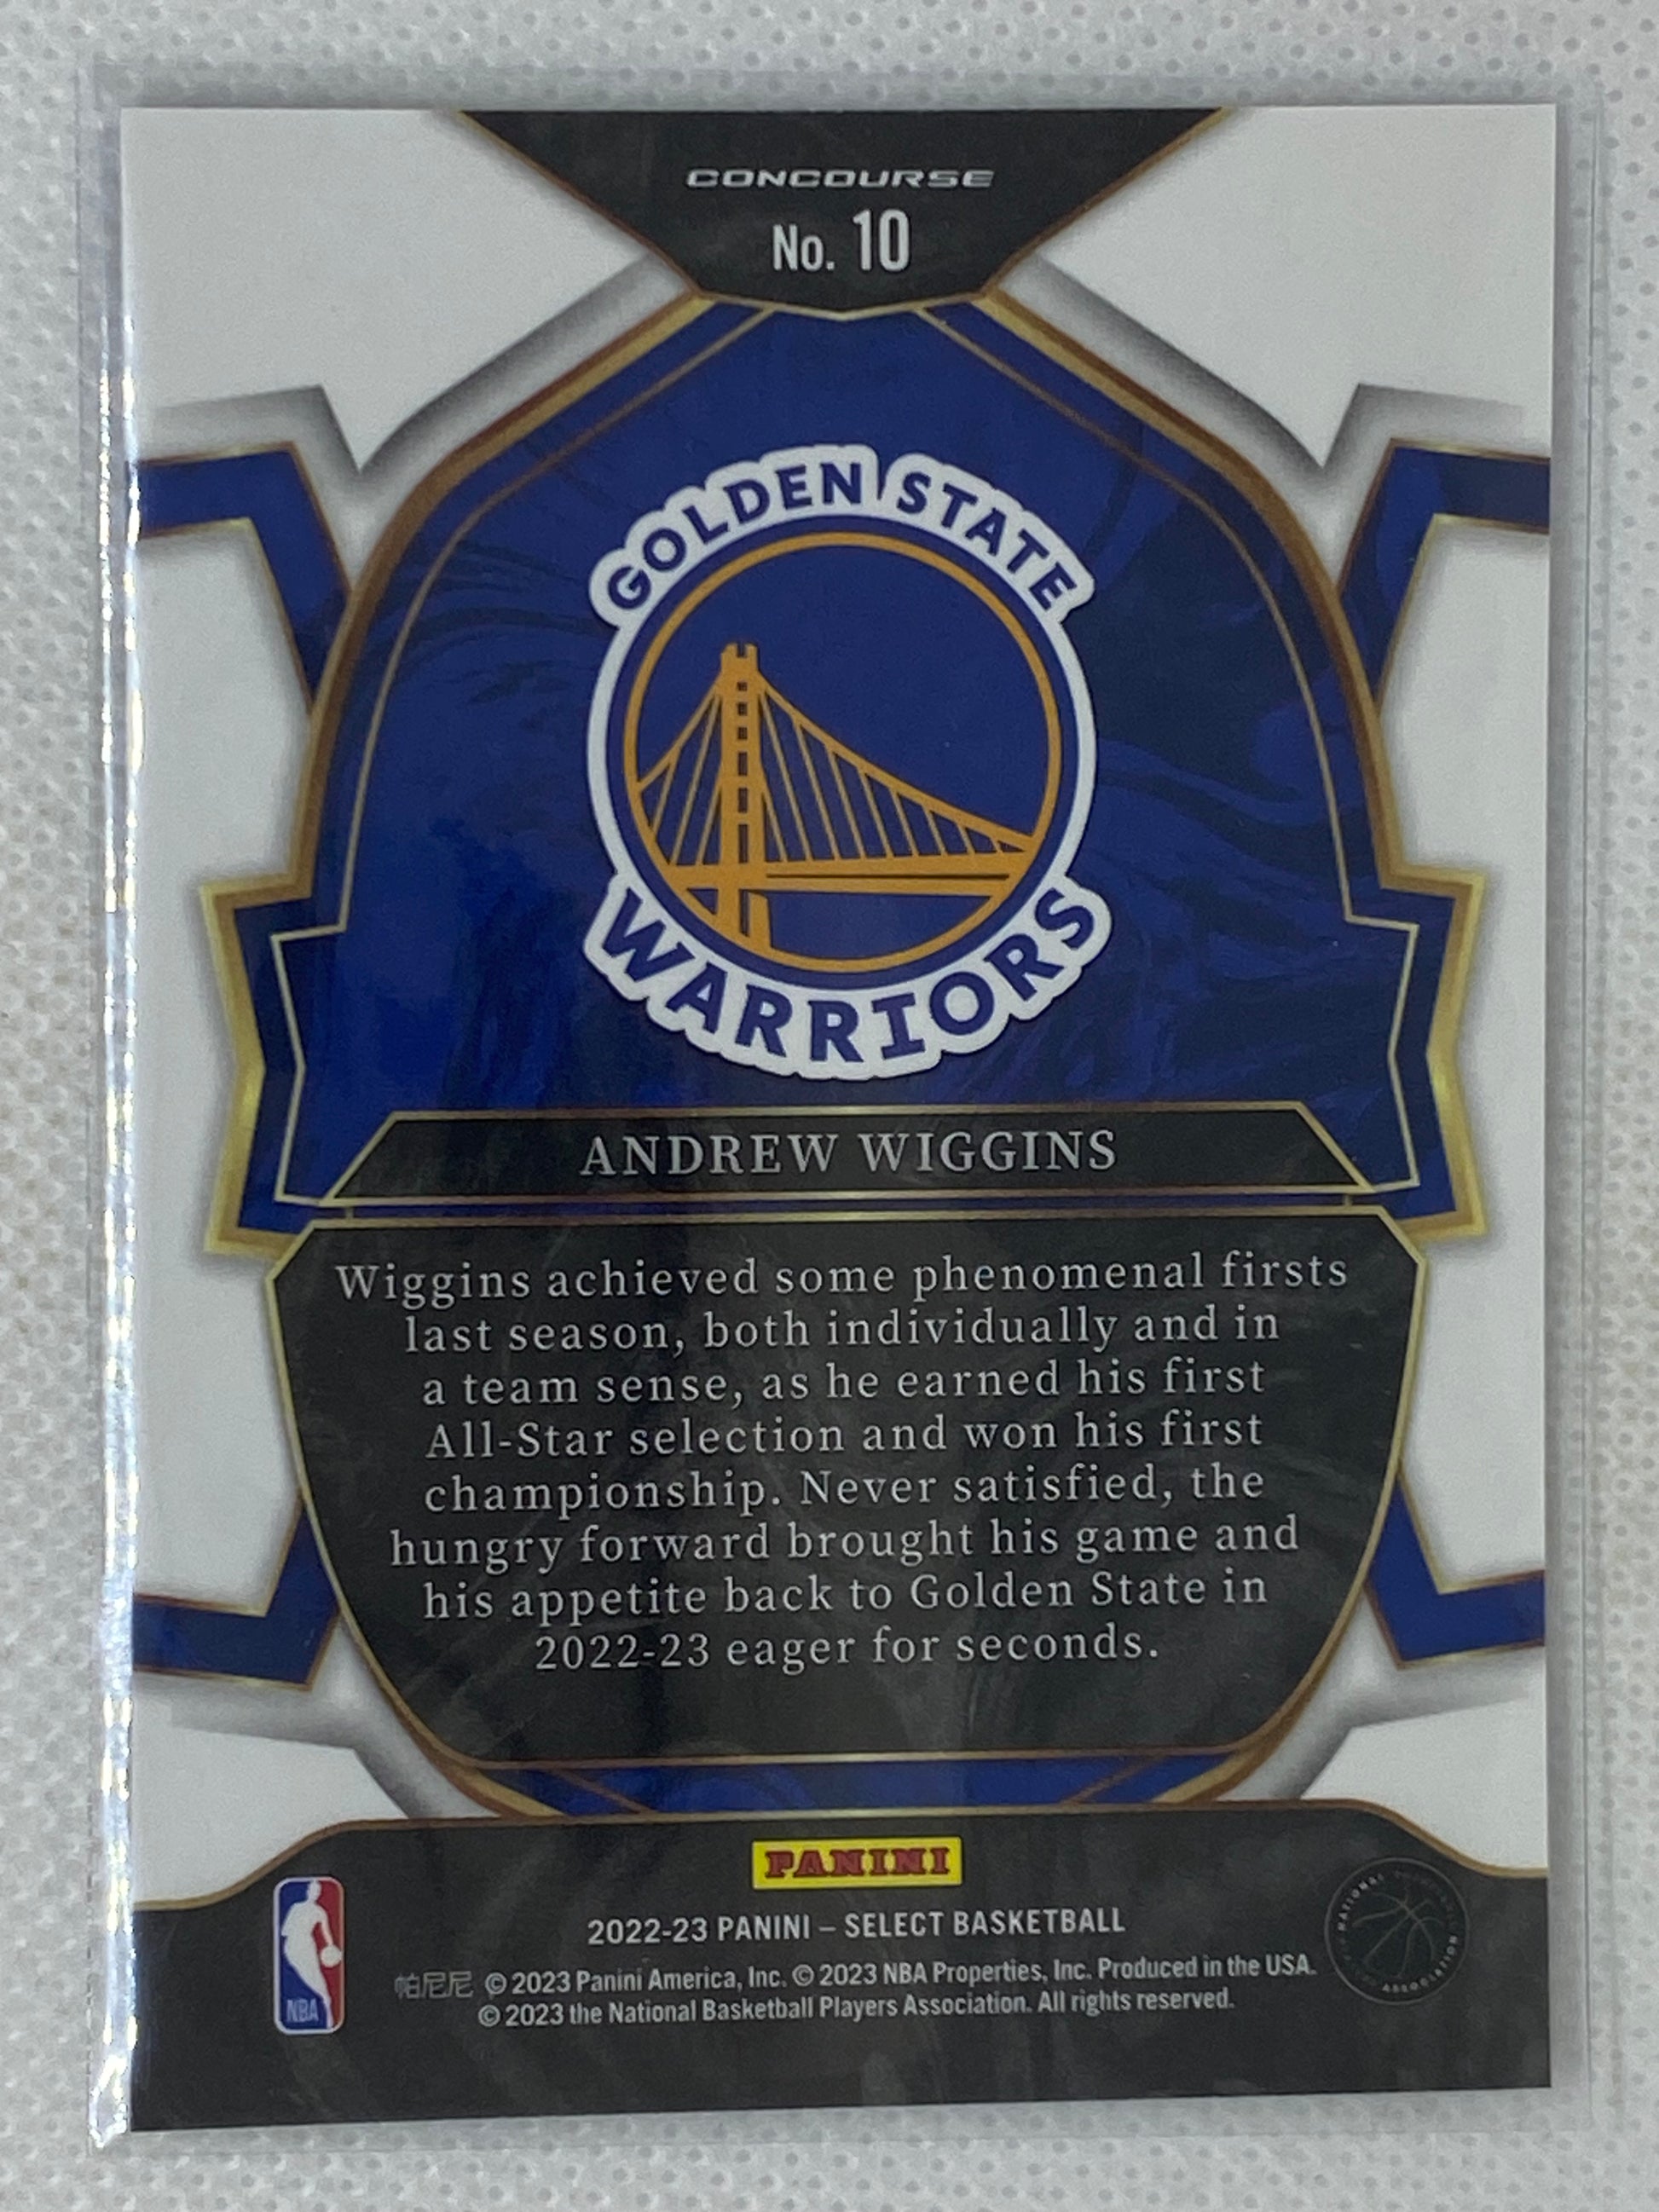 CONCOURSE
No. 10
GOLDEN STATE
WARRIORS
ANDREW WIGGINS
Wiggins achieved some phenomenal firsts
last season, both individually and in
a team sense, as he earned his first
All-Star selection and won his first
championship. Never satisfied, the
hungry forward brought his game and
his appetite back to Golden State in
2022-23 eager for seconds.
PANINI
2022-23 PANINI – SELECT BASKETBALL
帕尼尼 © 2023 Panini America, Inc. © 2023 NBA Properties, Inc. Produced in the USA.
© 2023 the National Basketball Players Association. All rights reserved.
NBA
NATIONAL
ASSOCIATION